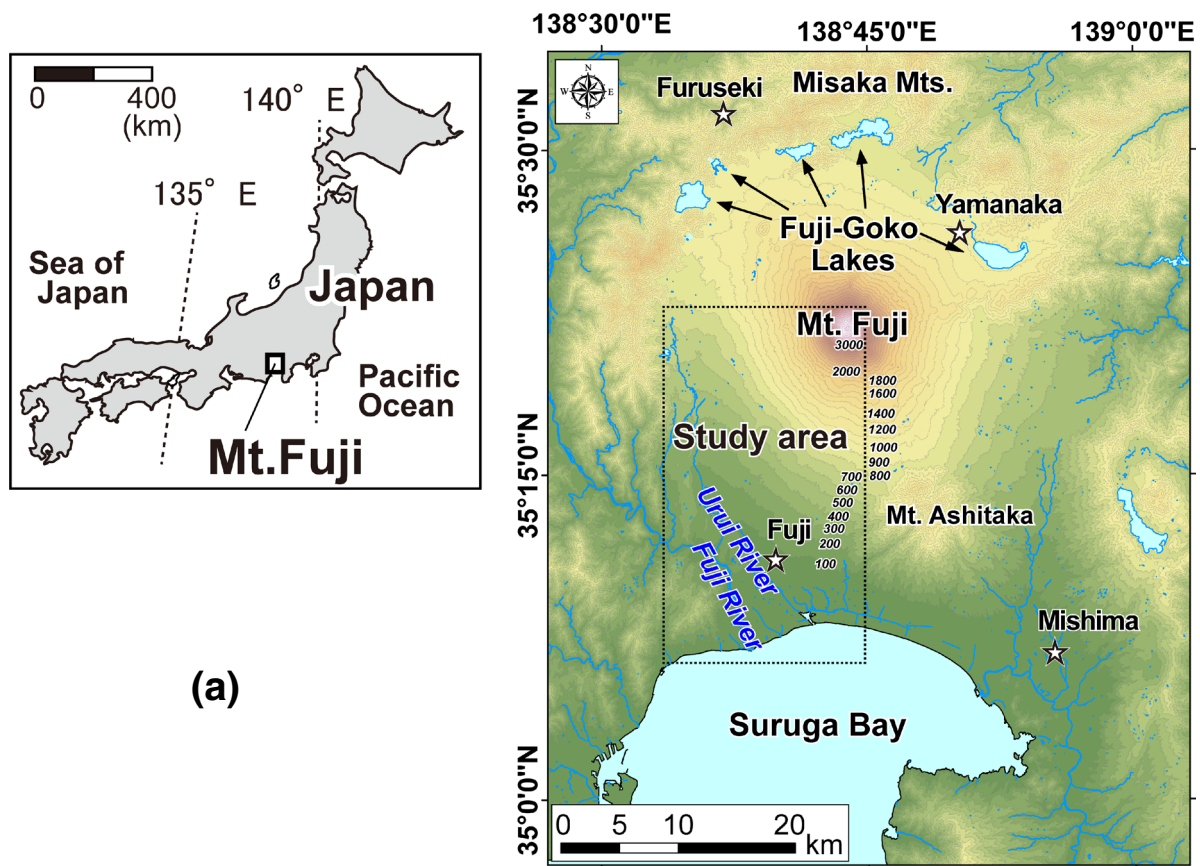 0 400
(km)
140° E
135° E
Sea of
Japan
Japan
Pacific
Ocean
Mt.Fuji
(a)
138°30'0"E 138°45'0"E 139°0'0"E
35°30'0"N
35°15'0"N
35°0'0"N
N
W E
S
Furuseki
Misaka Mts.
Fuji-Goko
Lakes
Yamanaka
Mt. Fuji
3000
2000
1800
1600
1400
1200
1000
900
700 800
600
500
400
300
200
100
Study area
Mt. Ashitaka
Urui River
Fuji River
Fuji
Mishima
Suruga Bay
0 5 10 20
km